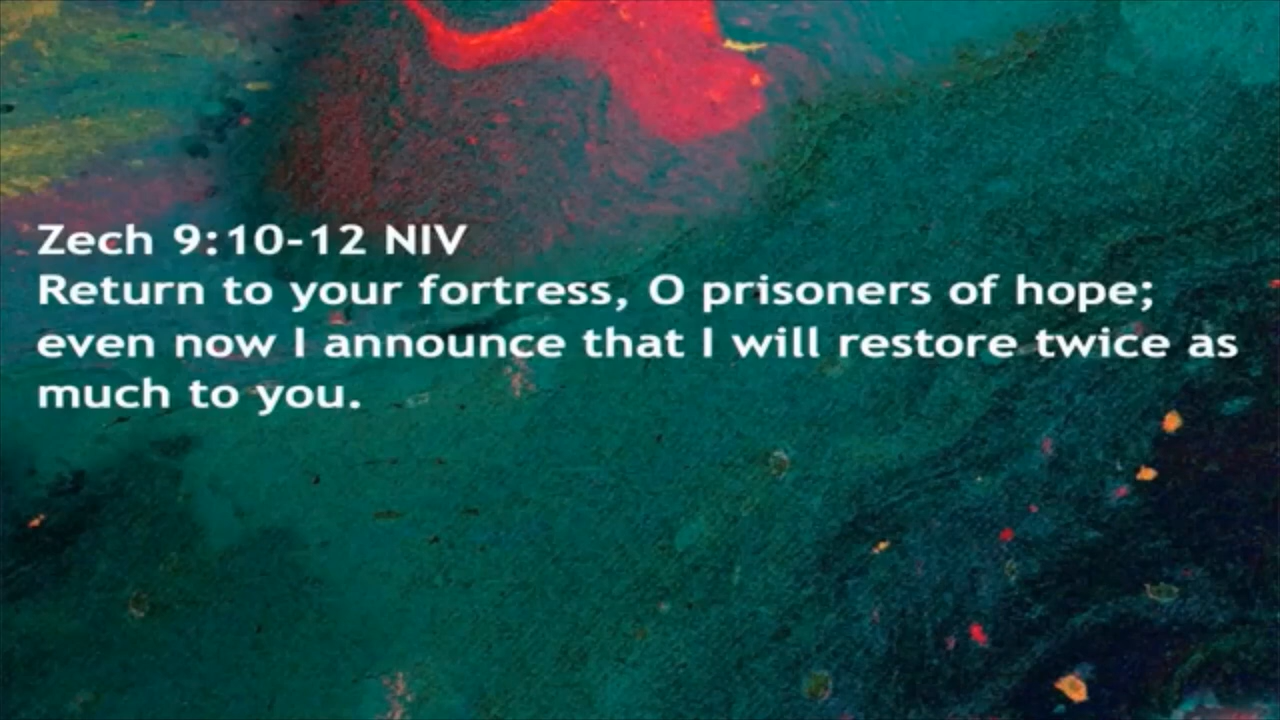 Zech 9:10-12 NIV
Return to your fortress, O prisoners of hope;
even now I announce that I will restore twice as
much to you.